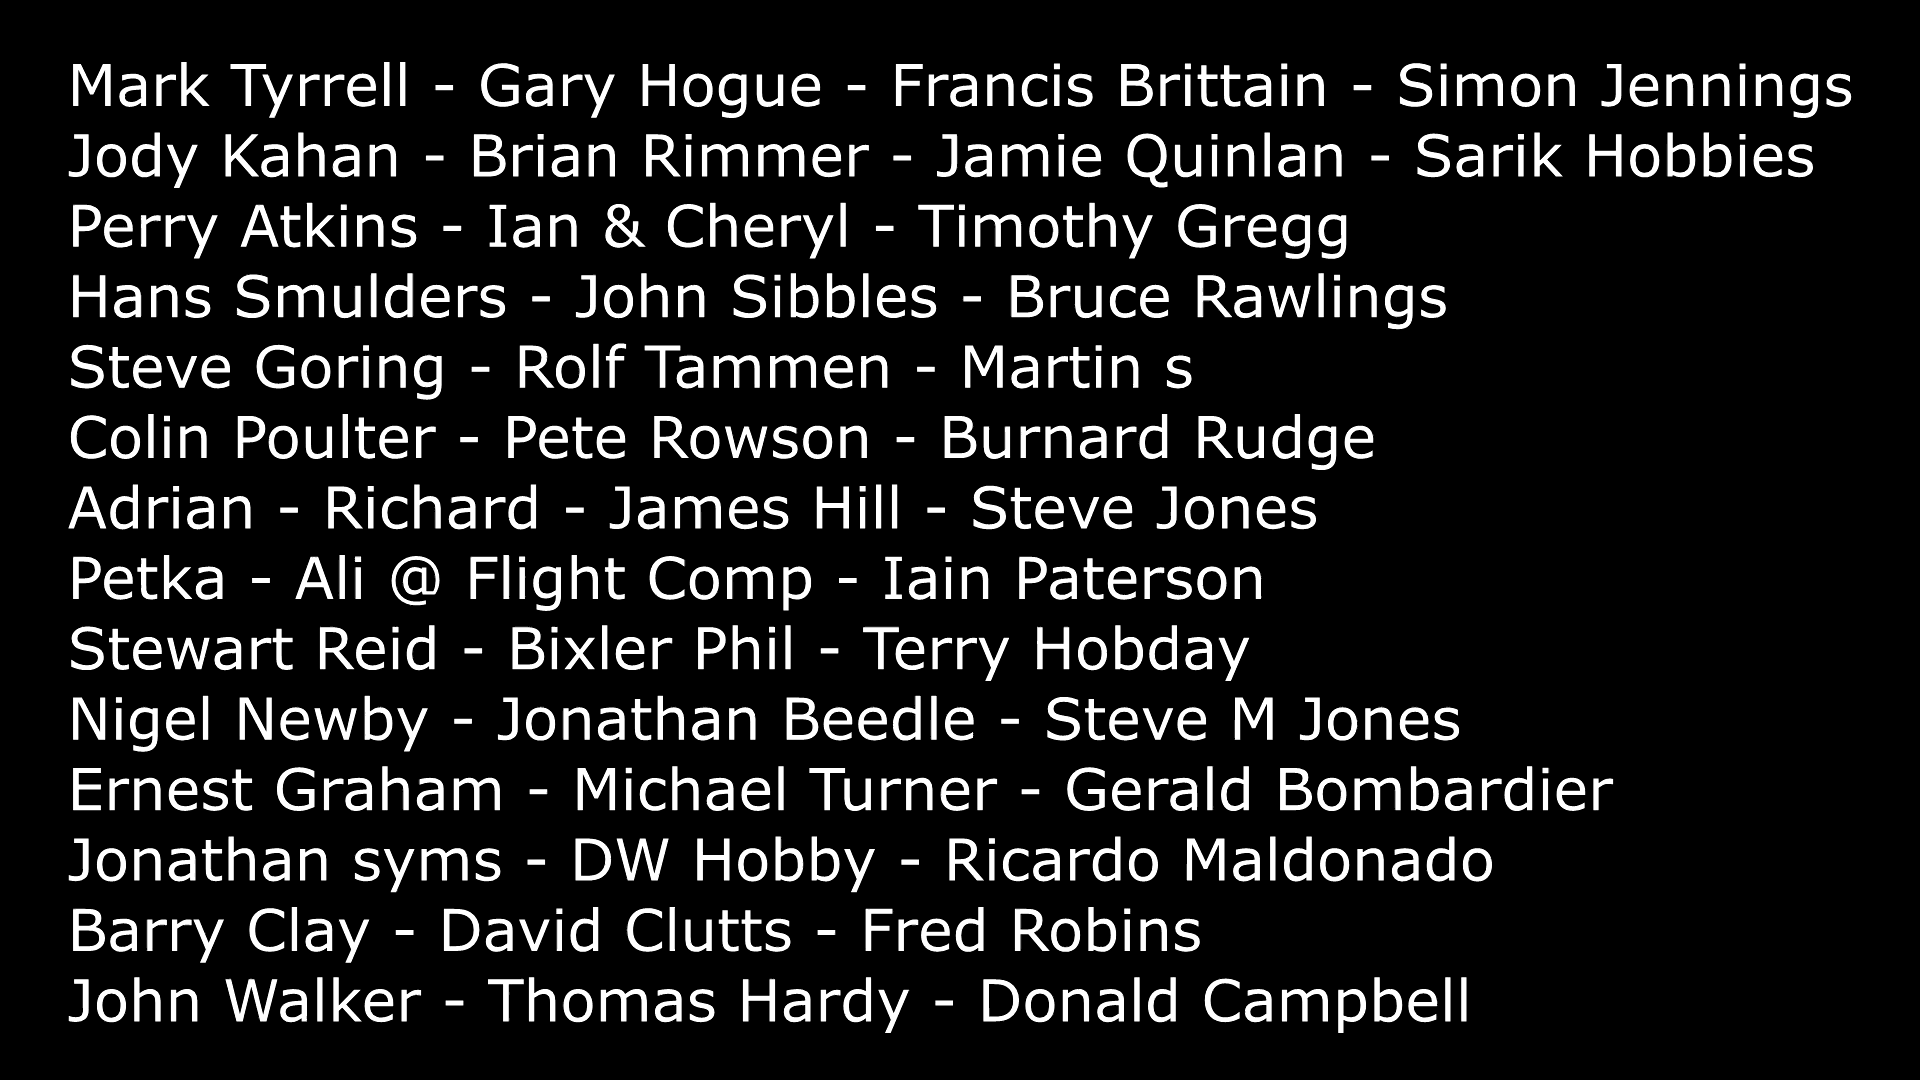 Mark Tyrrell - Gary Hogue - Francis Brittain - Simon Jennings
Jody Kahan - Brian Rimmer - Jamie Quinlan - Sarik Hobbies
Perry Atkins - Ian & Cheryl - Timothy Gregg
Hans Smulders - John Sibbles - Bruce Rawlings
Steve Goring - Rolf Tammen - Martin s
Colin Poulter - Pete Rowson - Burnard Rudge
Adrian - Richard - James Hill - Steve Jones
Petka - Ali @ Flight Comp - Iain Paterson
Stewart Reid - Bixler Phil - Terry Hobday
Nigel Newby - Jonathan Beedle - Steve M Jones
Ernest Graham - Michael Turner - Gerald Bombardier
Jonathan syms - DW Hobby - Ricardo Maldonado
Barry Clay - David Clutts - Fred Robins
John Walker - Thomas Hardy - Donald Campbell